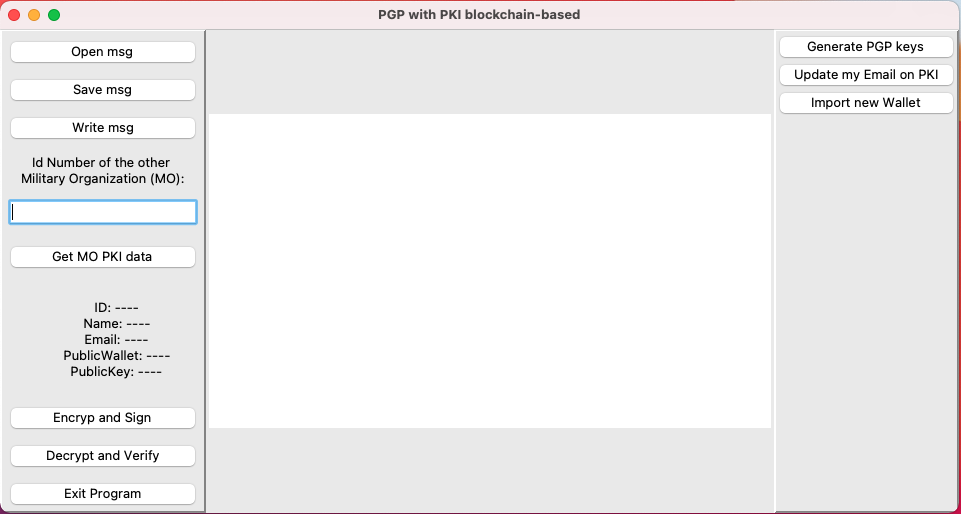 PGP with PKI blockchain-based
Open msg
Save msg
Write msg
Id Number of the other
Military Organization (MO):
Get MO PKI data
ID: ----
Name: ----
Email: ----
PublicWallet: ----
PublicKey: ----
Encryp and Sign
Decrypt and Verify
Exit Program
Generate PGP keys
Update my Email on PKI
Import new Wallet